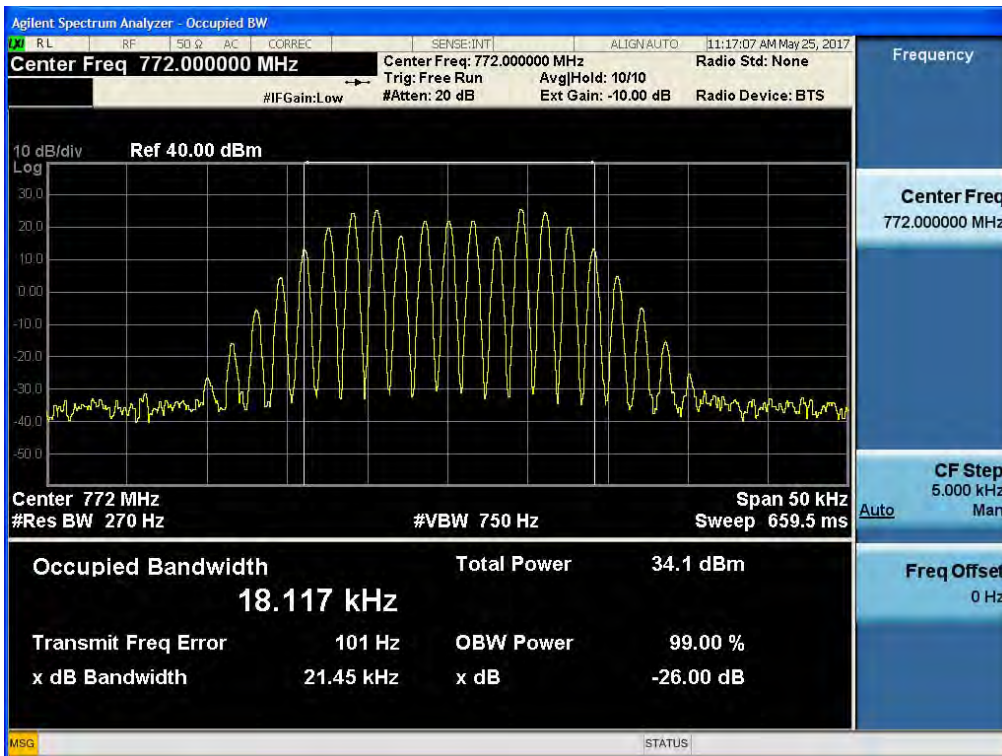 Agilent Spectrum Analyzer - Occupied BW
LXI RL RF 50 Ω AC CORREC SENSE:INT ALIGNAUTO 11:17:07 AM May 25, 2017
Center Freq 772.000000 MHz
Center Freq: 772.000000 MHz Radio Std: None
Trig: Free Run Avg|Hold: 10/10
#IFGain:Low #Atten: 20 dB Ext Gain: -10.00 dB Radio Device: BTS
10 dB/div Ref 40.00 dBm
Log
30.0
20.0
10.0
0.00
-10.0
-20.0
-30.0
-40.0
-50.0
Center 772 MHz Span 50 kHz
#Res BW 270 Hz #VBW 750 Hz Sweep 659.5 ms
Occupied Bandwidth Total Power 34.1 dBm
18.117 kHz
Transmit Freq Error 101 Hz OBW Power 99.00 %
x dB Bandwidth 21.45 kHz x dB -26.00 dB
MSG STATUS
Frequency
Center Freq
772.000000 MHz
CF Step
5.000 kHz
Auto Man
Freq Offset
0 Hz